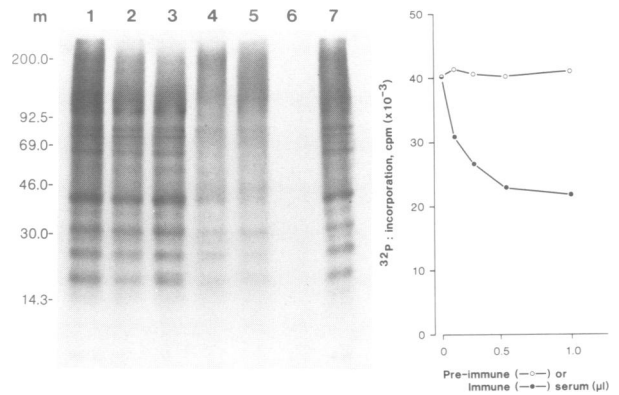 m 1 2 3 4 5 6 7
200.0-
92.5-
69.0-
46.0-
30.0-
14.3-
32P : incorporation, cpm (x10−3)
50
40
30
20
10
0
0 0.5 1.0
Pre-immune (—○—) or
Immune (—●—) serum (µl)